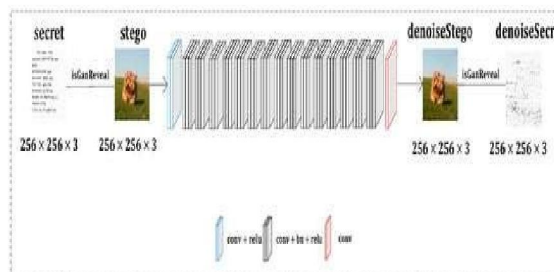 secret
stego
denoiseStego
denoiseSecr
isGanReveal
isGanReveal
256 × 256 × 3
256 × 256 × 3
256 × 256 × 3
256 × 256 × 3
conv + relu
conv + bn + relu
conv